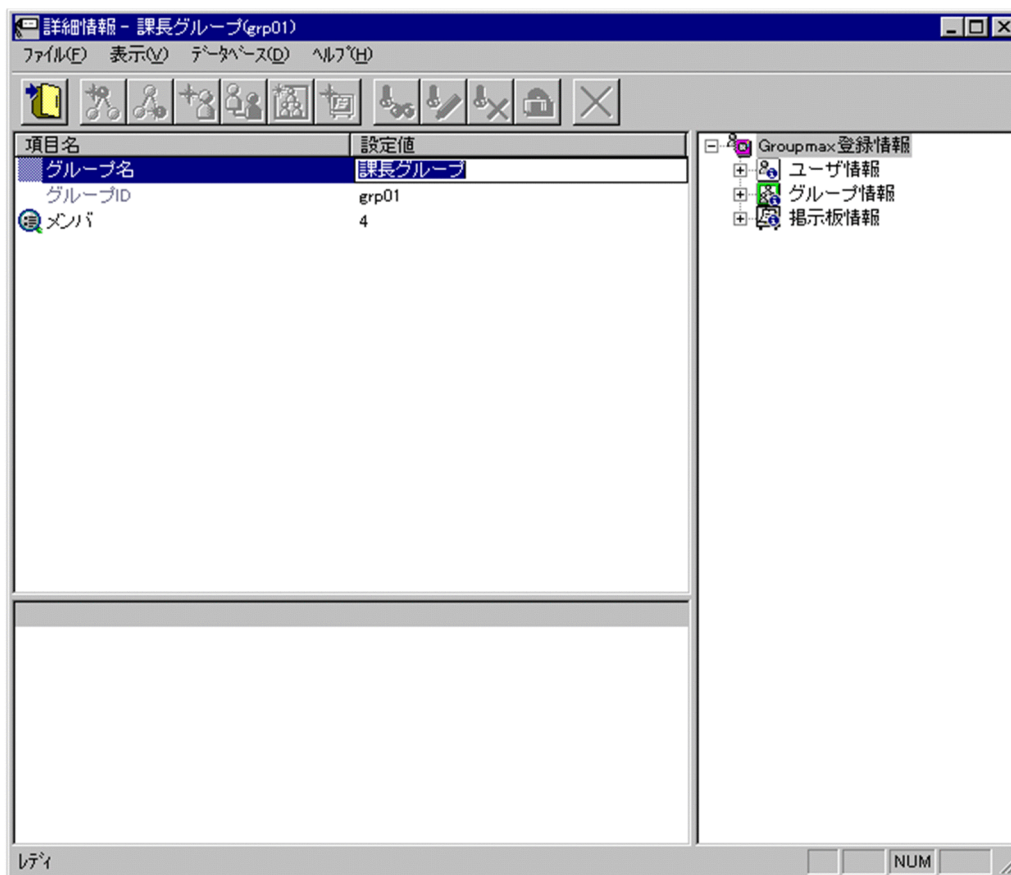 詳細情報 - 課長グループ(grp01)
ﾌｧｲﾙ(F) 表示(V) ﾃﾞｰﾀﾍﾞｰｽ(D) ﾍﾙﾌﾟ(H)
項目名 設定値
グループ名 課長グループ
グループID grp01
メンバ 4
Groupmax登録情報
ユーザ情報
グループ情報
掲示板情報
ﾚﾃﾞｨ NUM